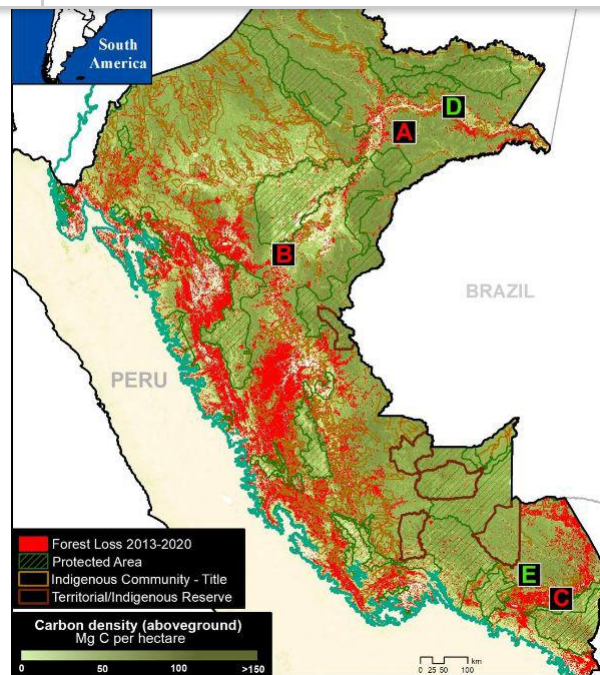 South
America
D
A
B
BRAZIL
PERU
E
C
Forest Loss 2013-2020
Protected Area
Indigenous Community - Title
Territorial/Indigenous Reserve
Carbon density (aboveground)
Mg C per hectare
0 50 100 >150
0 25 50 100 km